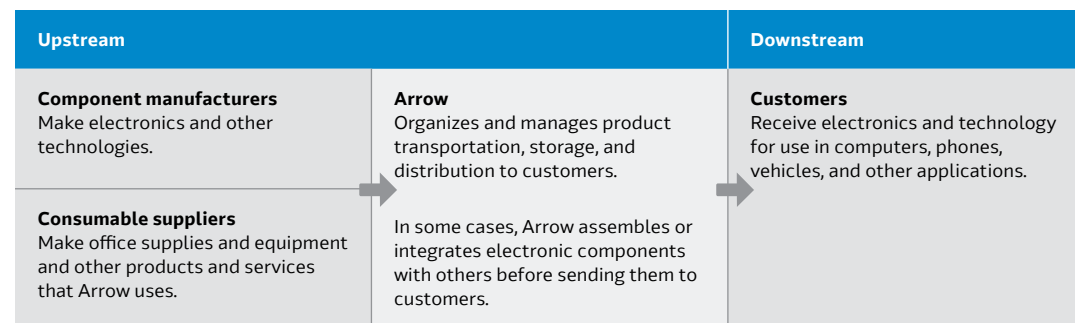 Upstream
Downstream
Component manufacturers
Make electronics and other
technologies.
Consumable suppliers
Make office supplies and equipment
and other products and services
that Arrow uses.
Arrow
Organizes and manages product
transportation, storage, and
distribution to customers.
In some cases, Arrow assembles or
integrates electronic components
with others before sending them to
customers.
Customers
Receive electronics and technology
for use in computers, phones,
vehicles, and other applications.